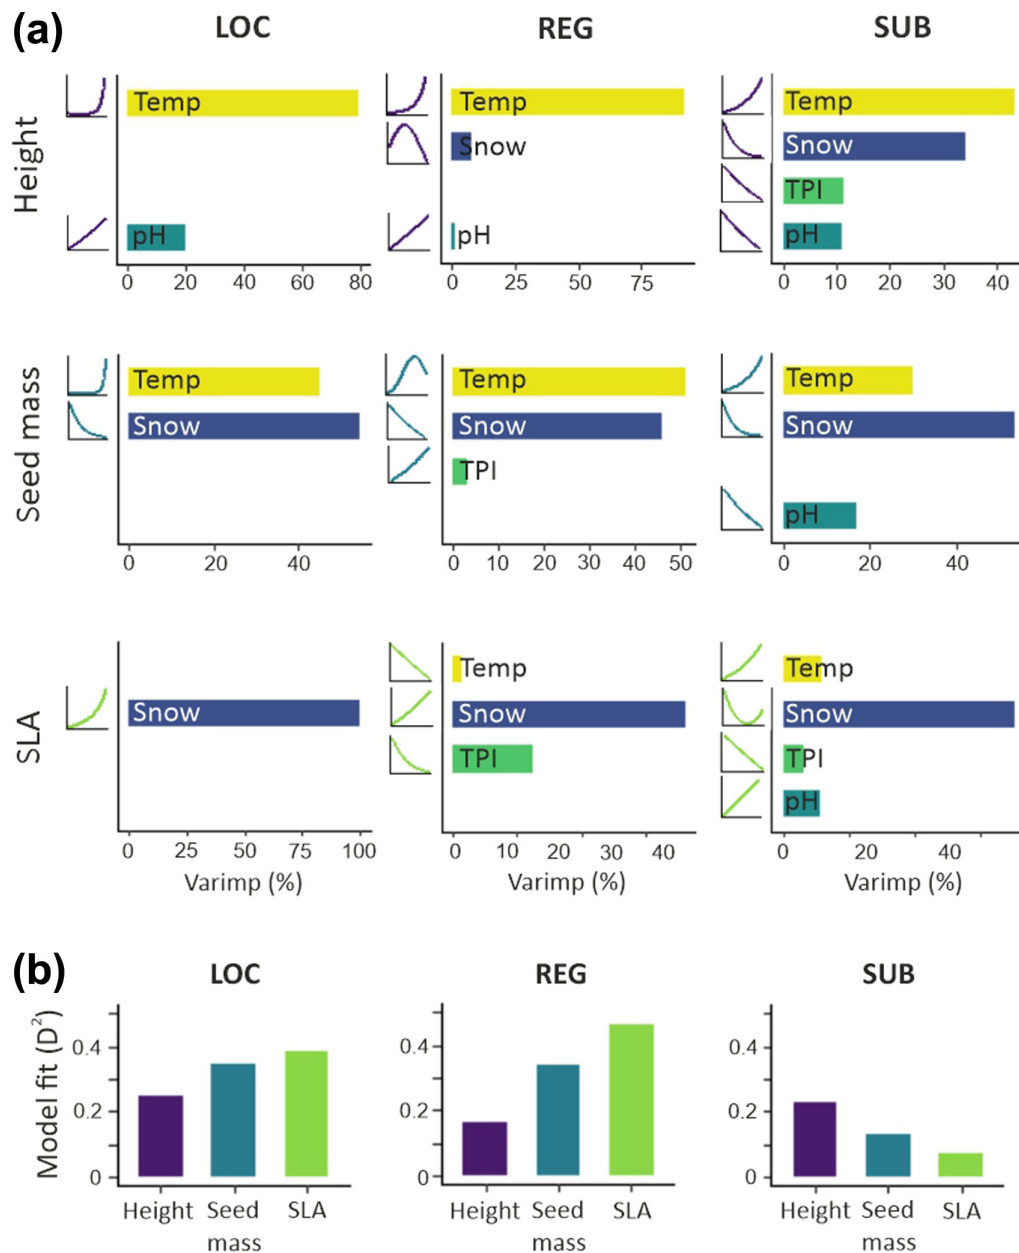 (a)
LOC REG SUB
Height
Temp Temp Temp
Snow Snow
TPI
pH pH pH
0 20 40 60 80 0 25 50 75 0 10 20 30 40
Seed mass
Temp Temp Temp
Snow Snow Snow
TPI
pH
0 20 40 0 10 20 30 40 50 0 20 40
SLA
Temp Temp
Snow Snow Snow
TPI TPI
pH
0 25 50 75 100 0 20 40 0 20 40
Varimp (%) Varimp (%) Varimp (%)
(b)
LOC REG SUB
Model fit (D²)
0.4 0.4 0.4
0.2 0.2 0.2
0 0 0
Height Seed SLA Height Seed SLA Height Seed SLA
mass mass mass